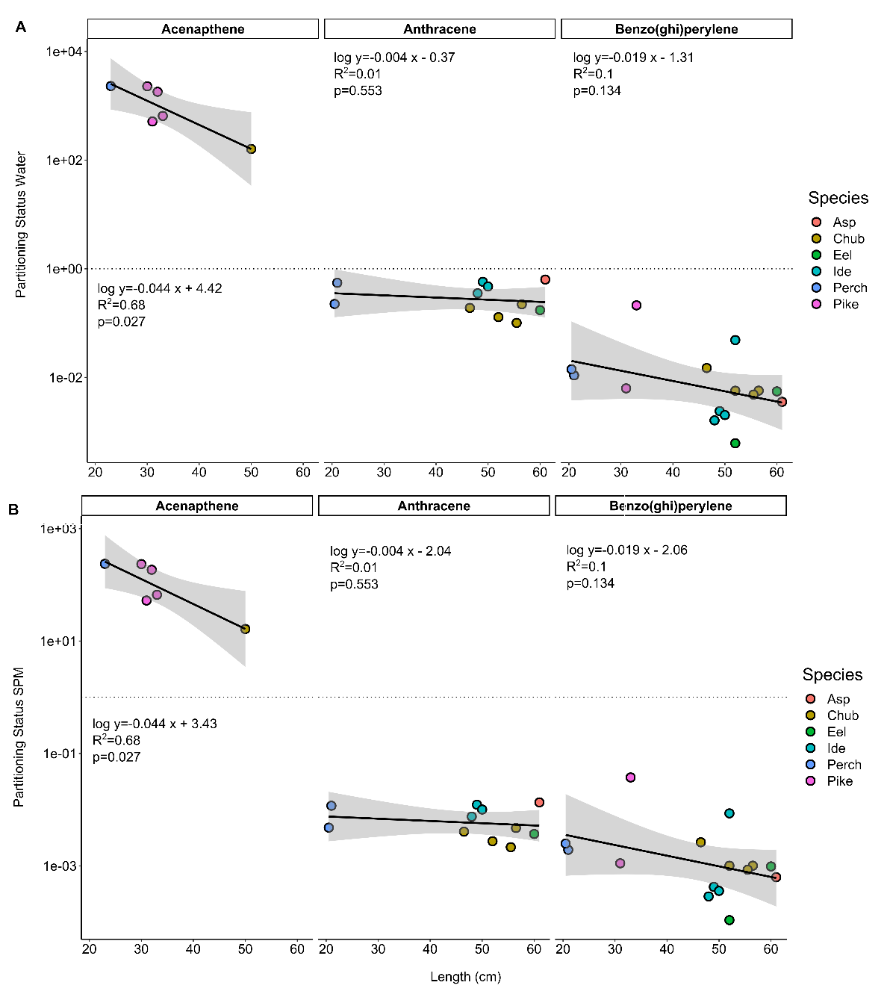 A
Acenapthene
Anthracene
Benzo(ghi)perylene
Partitioning Status Water
1e+04
1e+02
1e+00
1e-02
log y=-0.044 x + 4.42
R²=0.68
p=0.027
log y=-0.004 x - 0.37
R²=0.01
p=0.553
log y=-0.019 x - 1.31
R²=0.1
p=0.134
20 30 40 50 60
20 30 40 50 60
20 30 40 50 60
Species
Asp
Chub
Eel
Ide
Perch
Pike
B
Acenapthene
Anthracene
Benzo(ghi)perylene
Partitioning Status SPM
1e+03
1e+01
1e-01
1e-03
log y=-0.044 x + 3.43
R²=0.68
p=0.027
log y=-0.004 x - 2.04
R²=0.01
p=0.553
log y=-0.019 x - 2.06
R²=0.1
p=0.134
20 30 40 50 60
20 30 40 50 60
20 30 40 50 60
Length (cm)
Species
Asp
Chub
Eel
Ide
Perch
Pike